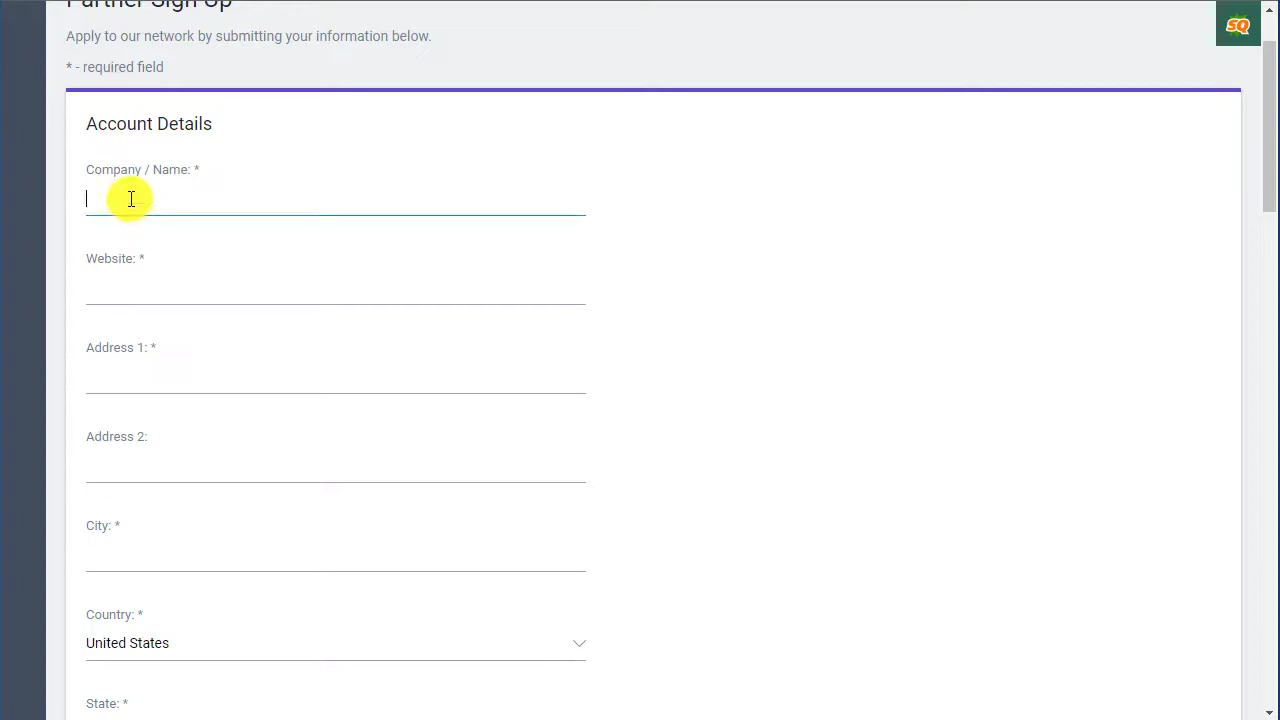 Partner Sign Up
Apply to our network by submitting your information below.
* - required field
SQ
Account Details
Company / Name: *
Website: *
Address 1: *
Address 2:
City: *
Country: *
United States
State: *